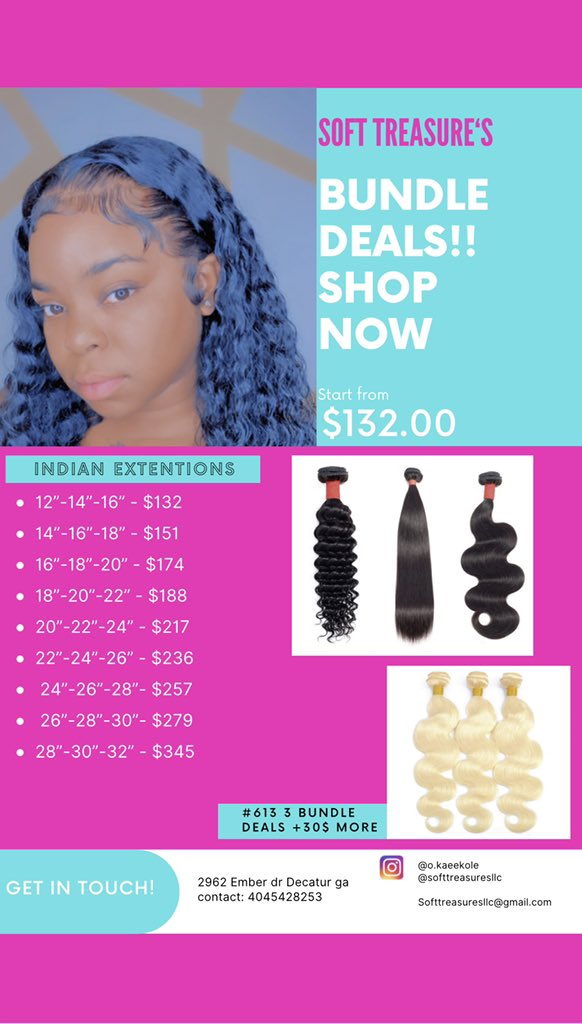 SOFT TREASURE‘S
BUNDLE
DEALS!!
SHOP
NOW
Start from
$132.00
INDIAN EXTENTIONS
• 12”-14”-16” - $132
• 14”-16”-18” - $151
• 16”-18”-20” - $174
• 18”-20”-22” - $188
• 20”-22”-24” - $217
• 22”-24”-26” - $236
• 24”-26”-28”- $257
• 26”-28”-30”- $279
• 28”-30”-32” - $345
#613 3 BUNDLE
DEALS +30$ MORE
GET IN TOUCH!
2962 Ember dr Decatur ga
contact: 4045428253
@o.kaeekole
@softtreasuresllc
Softtreasuresllc@gmail.com